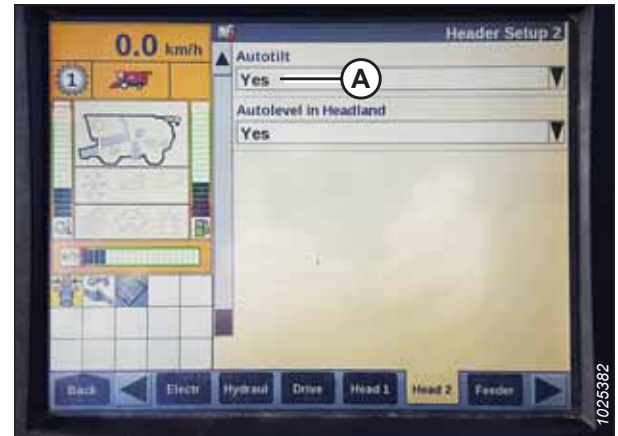 0.0 km/h
Header Setup 2
1
Autotilt
Yes
A
Autolevel in Headland
Yes
GPS
Back
Electr
Hydraul
Drive
Head 1
Head 2
Feeder
1025382